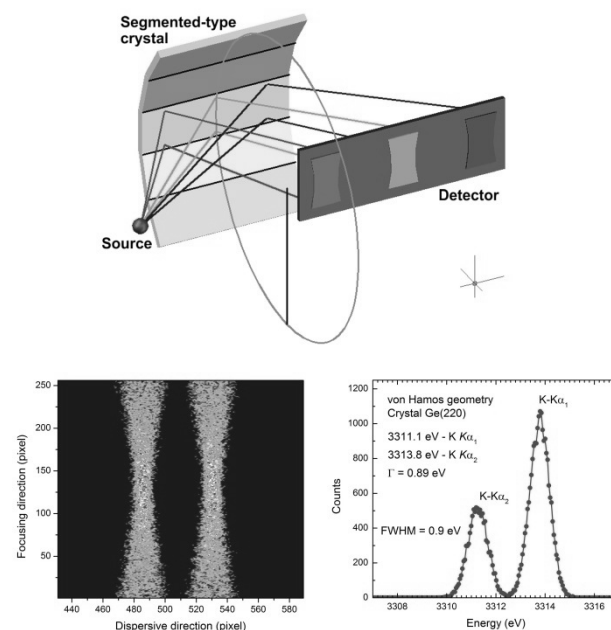 Segmented-type
crystal
Source
Detector
250
200
150
100
50
440 460 480 500 520 540 560 580
Focusing direction (pixel)
Dispersive direction (pixel)
1200
1000
800
600
400
200
0
3308 3310 3312 3314 3316
Counts
Energy (eV)
von Hamos geometry
Crystal Ge(220)
3311.1 eV - K Kα₁
3313.8 eV - K Kα₂
Γ = 0.89 eV
FWHM = 0.9 eV
K-Kα₁
K-Kα₂